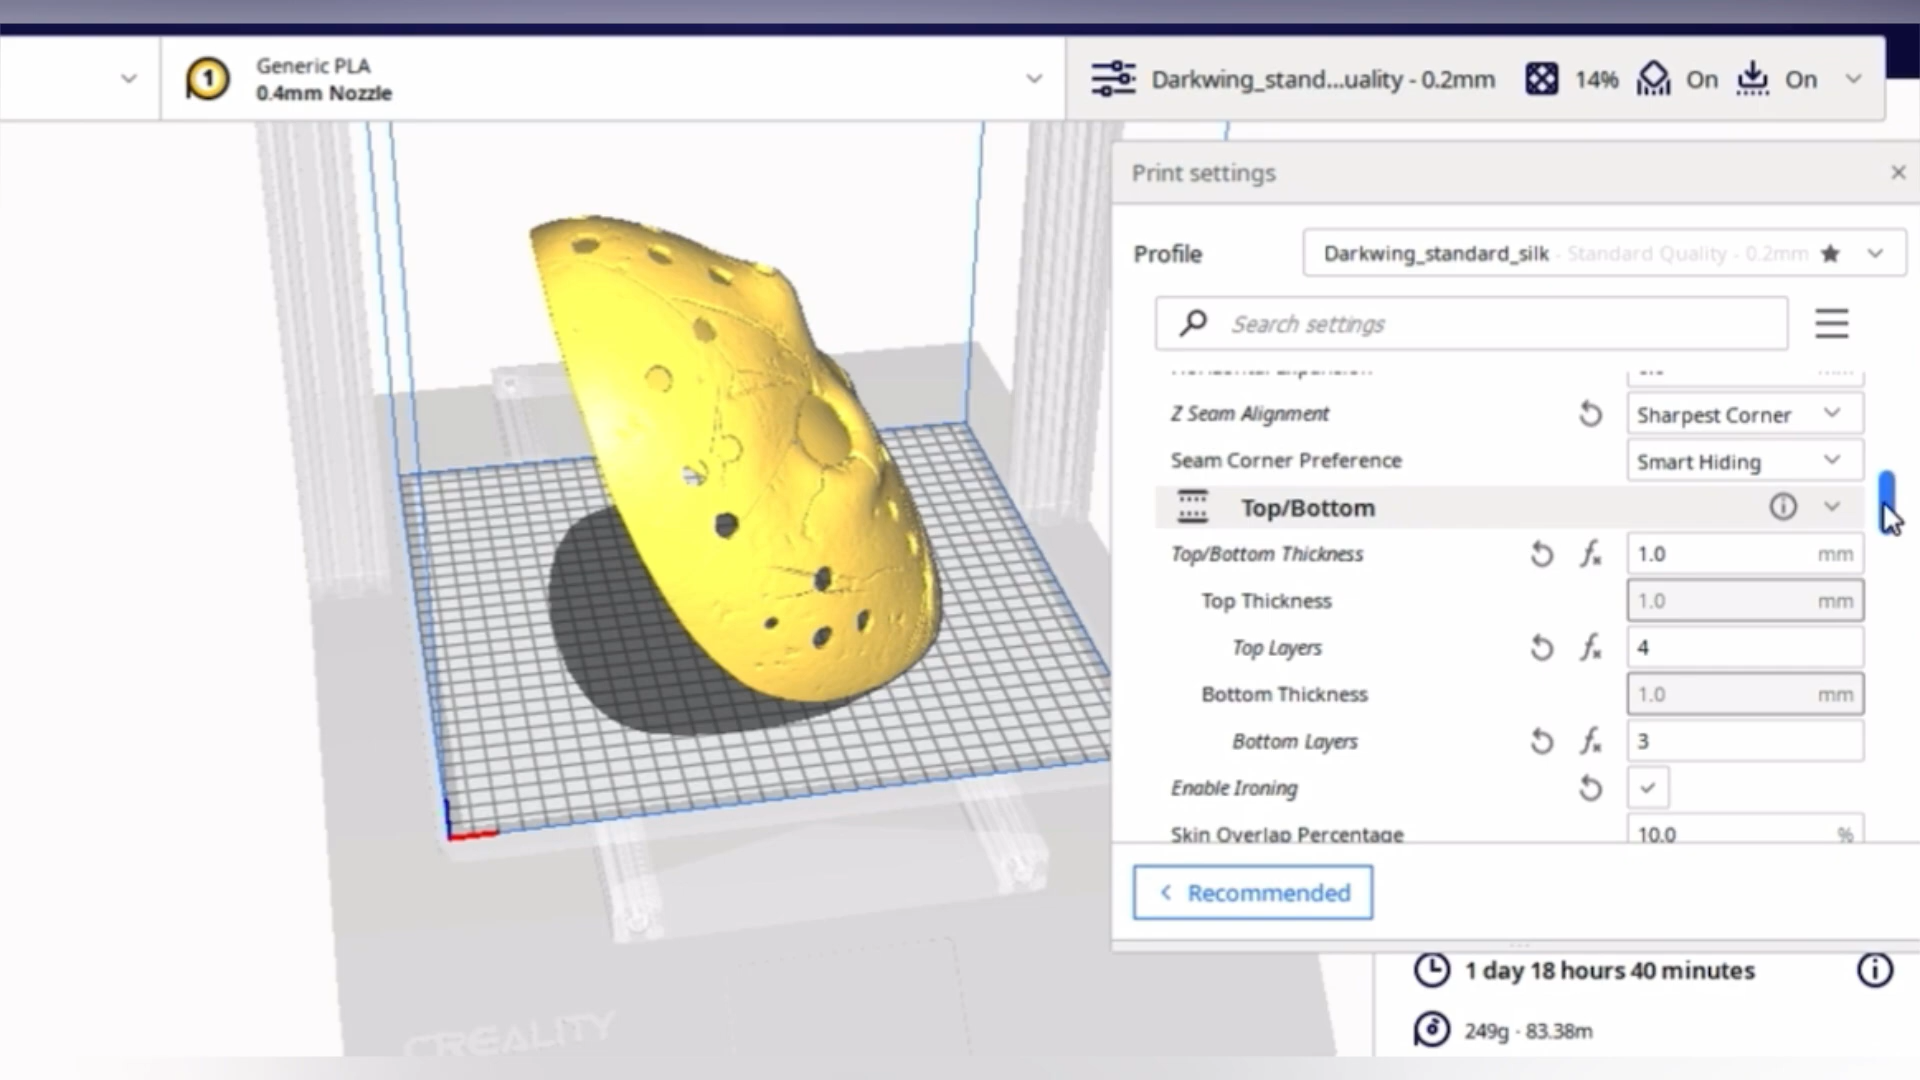 1
Generic PLA
0.4mm Nozzle
Darkwing_stand...uality - 0.2mm
14%
On
On
Print settings
Profile
Darkwing_standard_silk - Standard Quality - 0.2mm
Search settings
Z Seam Alignment
Sharpest Corner
Seam Corner Preference
Smart Hiding
Top/Bottom
Top/Bottom Thickness
1.0 mm
Top Thickness
1.0 mm
Top Layers
4
Bottom Thickness
1.0 mm
Bottom Layers
3
Enable Ironing
Skin Overlap Percentage
10.0 %
Recommended
1 day 18 hours 40 minutes
249g · 83.38m
CREALITY